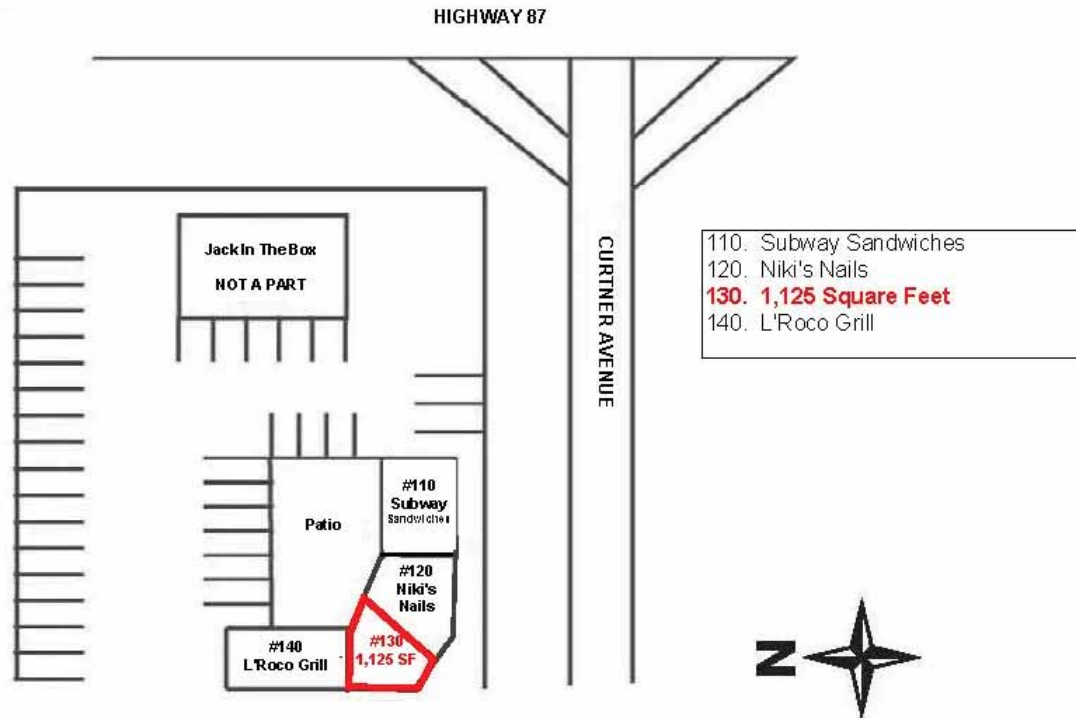 HIGHWAY 87
Jack In The Box
NOT A PART
CURTNER AVENUE
110. Subway Sandwiches
120. Niki's Nails
130. 1,125 Square Feet
140. L'Roco Grill
#110
Subway
Sandwiches
Patio
#120
Niki's
Nails
#130
1,125 SF
#140
L'Roco Grill
N